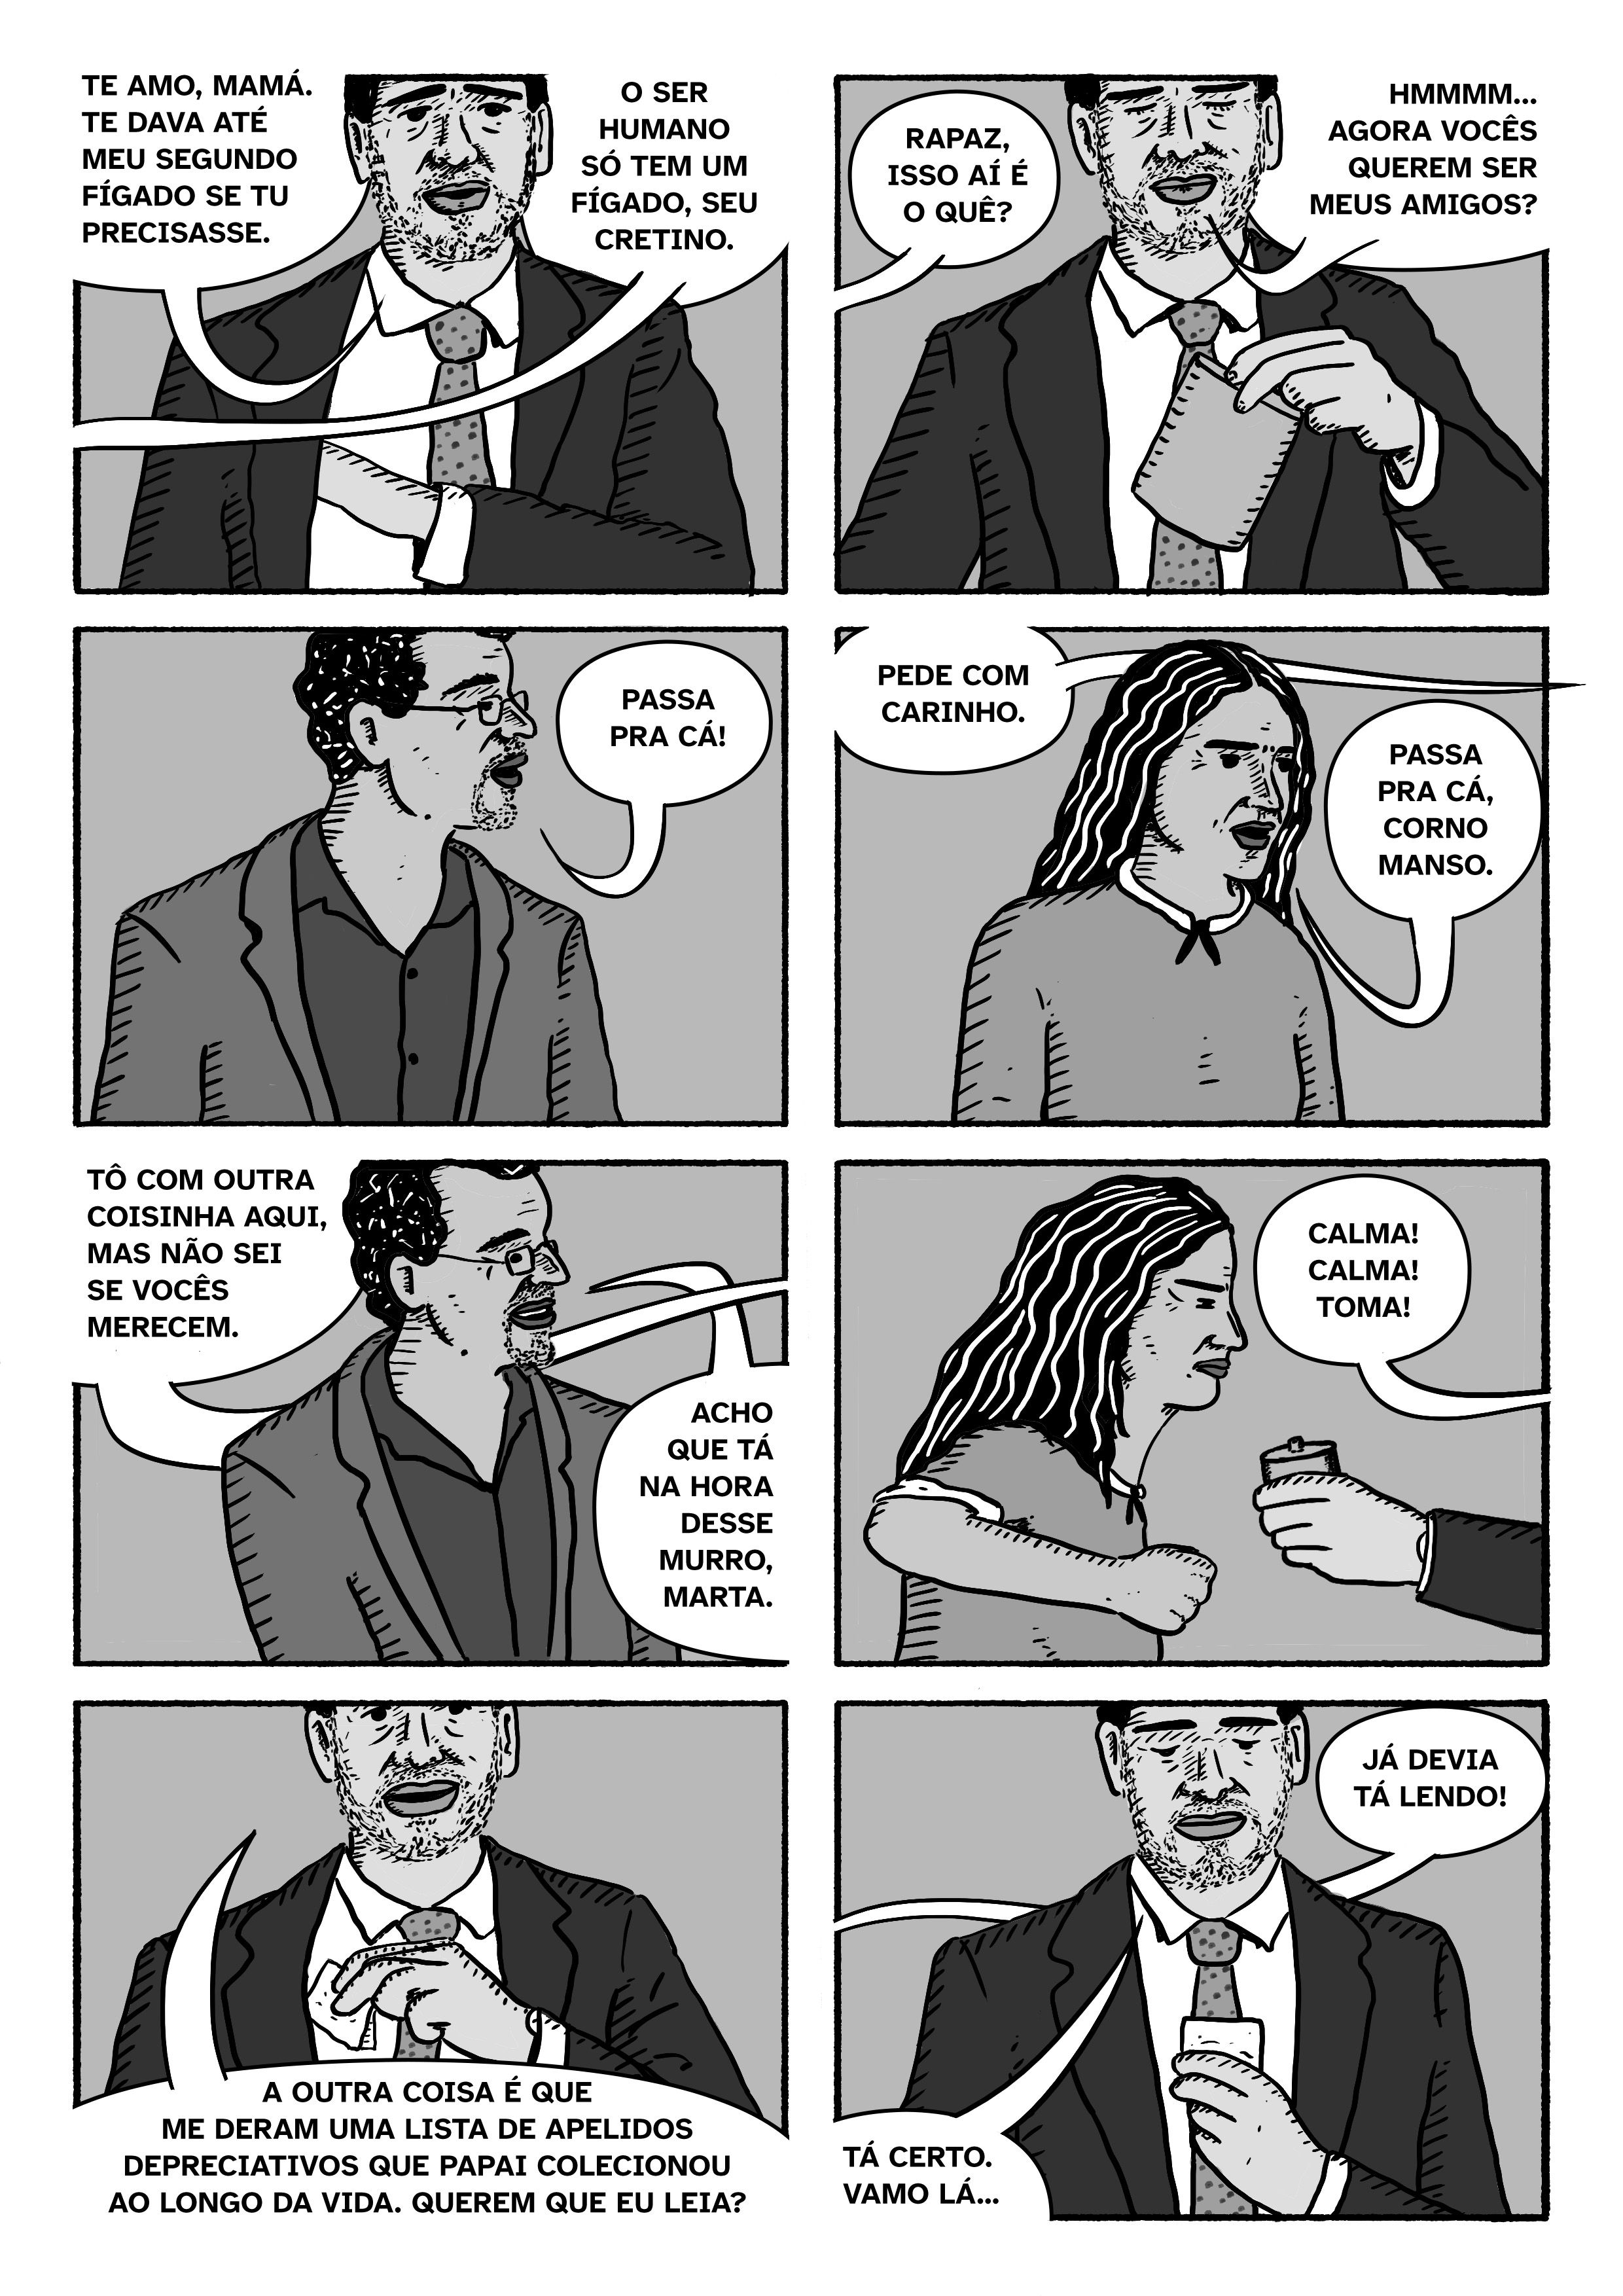 TE AMO, MAMÁ.
TE DAVA ATÉ
MEU SEGUNDO
FÍGADO SE TU
PRECISASSE.
O SER
HUMANO
SÓ TEM UM
FÍGADO, SEU
CRETINO.
RAPAZ,
ISSO AÍ É
O QUÊ?
HMMMM...
AGORA VOCÊS
QUEREM SER
MEUS AMIGOS?
PASSA
PRA CÁ!
PEDE COM
CARINHO.
PASSA
PRA CÁ,
CORNO
MANSO.
TÔ COM OUTRA
COISINHA AQUI,
MAS NÃO SEI
SE VOCÊS
MERECEM.
ACHO
QUE TÁ
NA HORA
DESSE
MURRO,
MARTA.
CALMA!
CALMA!
TOMA!
A OUTRA COISA É QUE
ME DERAM UMA LISTA DE APELIDOS
DEPRECIATIVOS QUE PAPAI COLECIONOU
AO LONGO DA VIDA. QUEREM QUE EU LEIA?
JÁ DEVIA
TÁ LENDO!
TÁ CERTO.
VAMO LÁ...